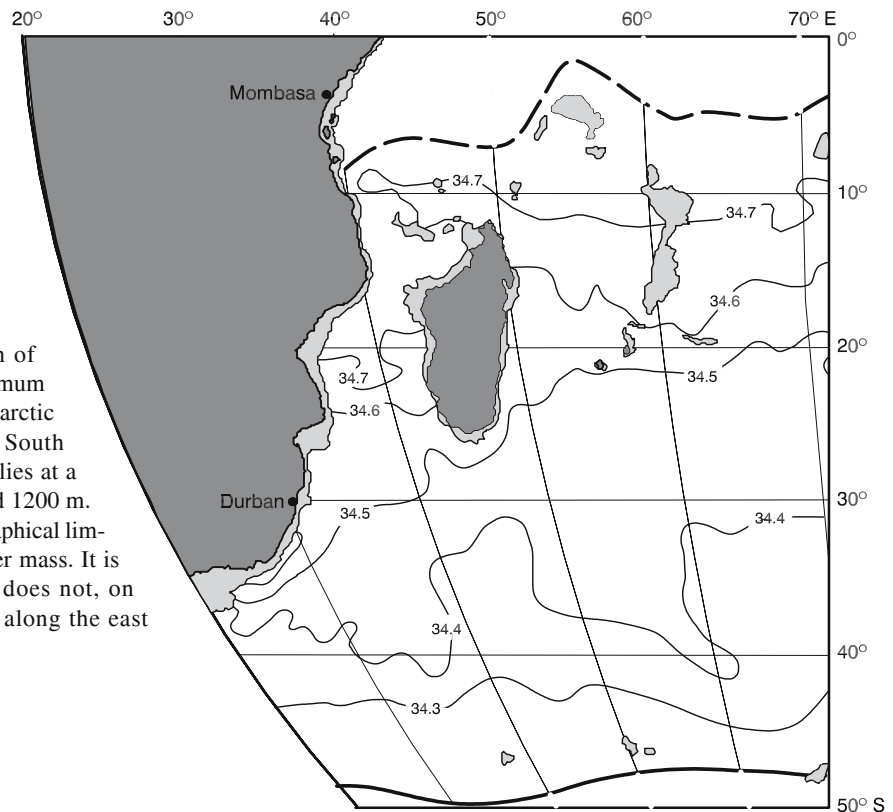 20° 30° 40° 50° 60° 70° E
0°
Mombasa
34.7
10°
34.7
34.6
n of
20°
mum
34.7
34.5
arctic
34.6
South
lies at a
d 1200 m.
Durban
30°
aphical lim-
34.5
34.4
er mass. It is
does not, on
along the east
34.4
40°
34.3
50° S